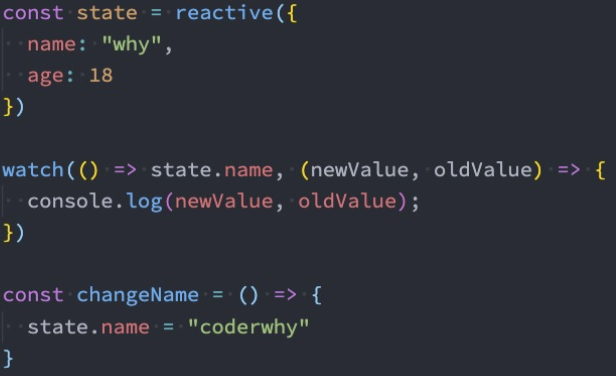 const state = reactive({
  name: "why",
  age: 18
})

watch(() => state.name, (newValue, oldValue) => {
  console.log(newValue, oldValue);
})

const changeName = () => {
  state.name = "coderwhy"
}